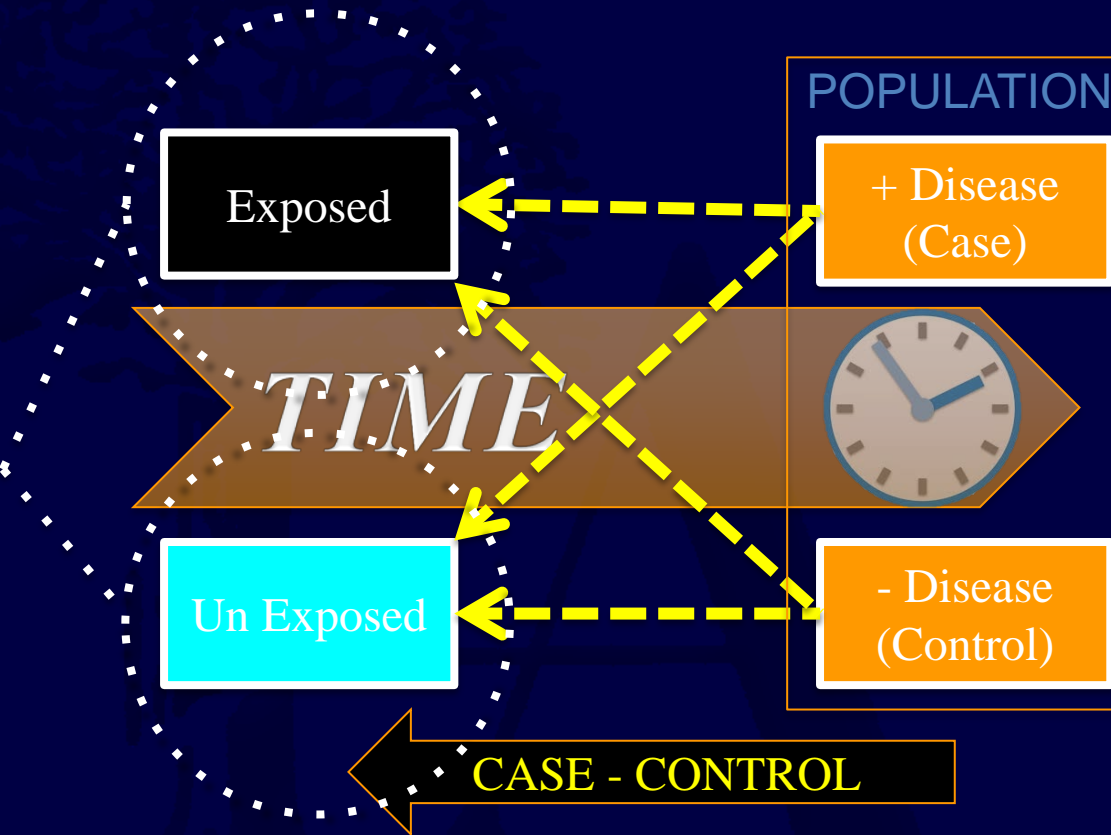 POPULATION
Exposed
+ Disease
(Case)
TIME
Un Exposed
- Disease
(Control)
CASE - CONTROL